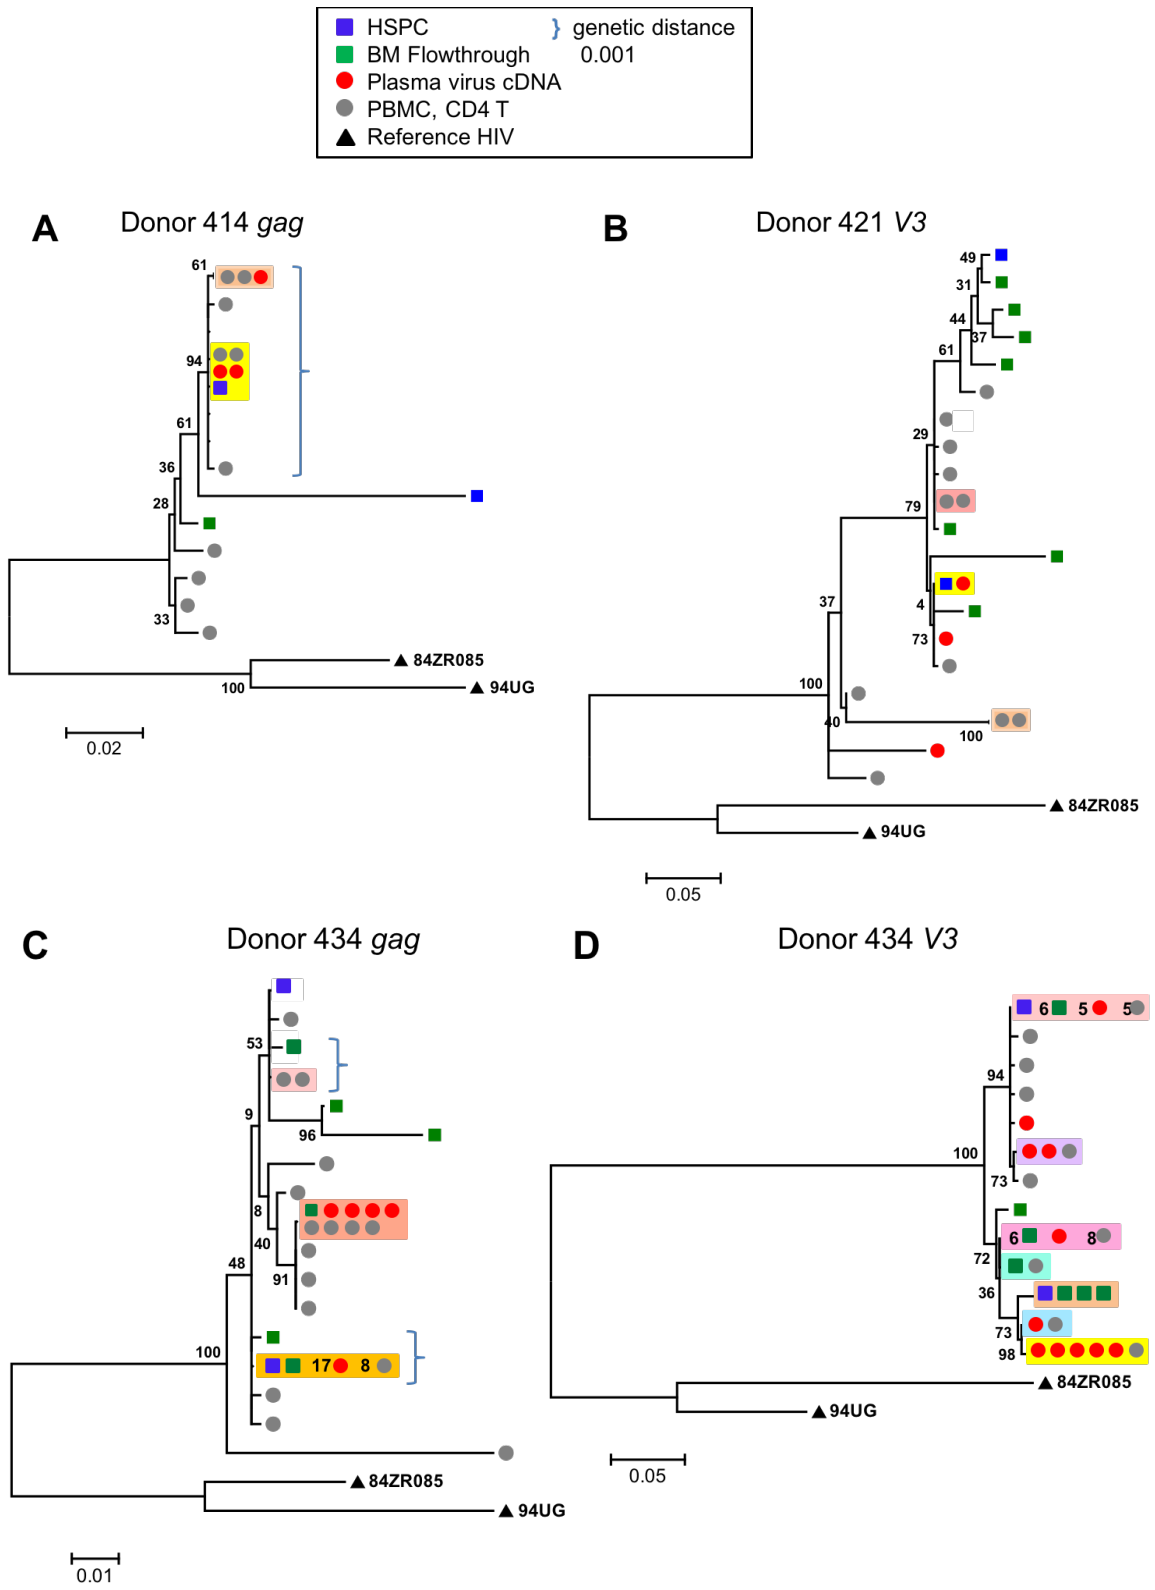 HSPC
} genetic distance
BM Flowthrough
0.001
Plasma virus cDNA
PBMC, CD4 T
Reference HIV
A
Donor 414 gag
61
94
61
36
28
33
84ZR085
100
94UG
0.02
B
Donor 421 V3
49
31
44
37
61
29
79
4
37
73
100
40
100
84ZR085
94UG
0.05
C
Donor 434 gag
53
9
96
8
40
91
48
100
17 8
84ZR085
94UG
0.01
D
Donor 434 V3
6 5 5
94
100
73
6 8
72
36
73
98
84ZR085
94UG
0.05